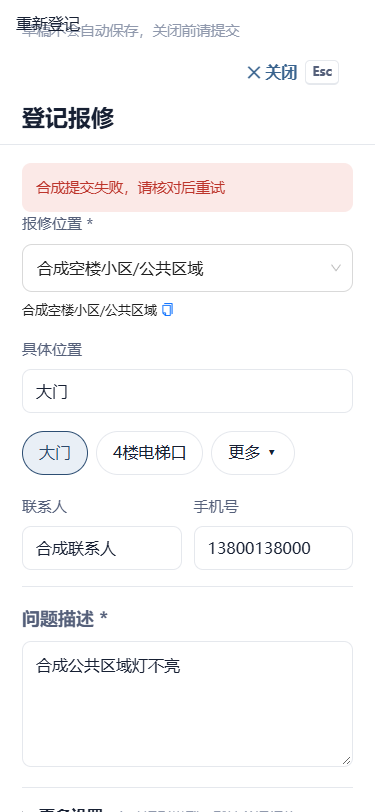 重新登记
草稿不会自动保存，关闭前请提交
关闭 Esc
登记报修
合成提交失败，请核对后重试
报修位置 *
合成空楼小区/公共区域
合成空楼小区/公共区域
具体位置
大门
大门 4楼电梯口 更多 ▼
联系人 手机号
合成联系人 13800138000
问题描述 *
合成公共区域灯不亮
更多设置